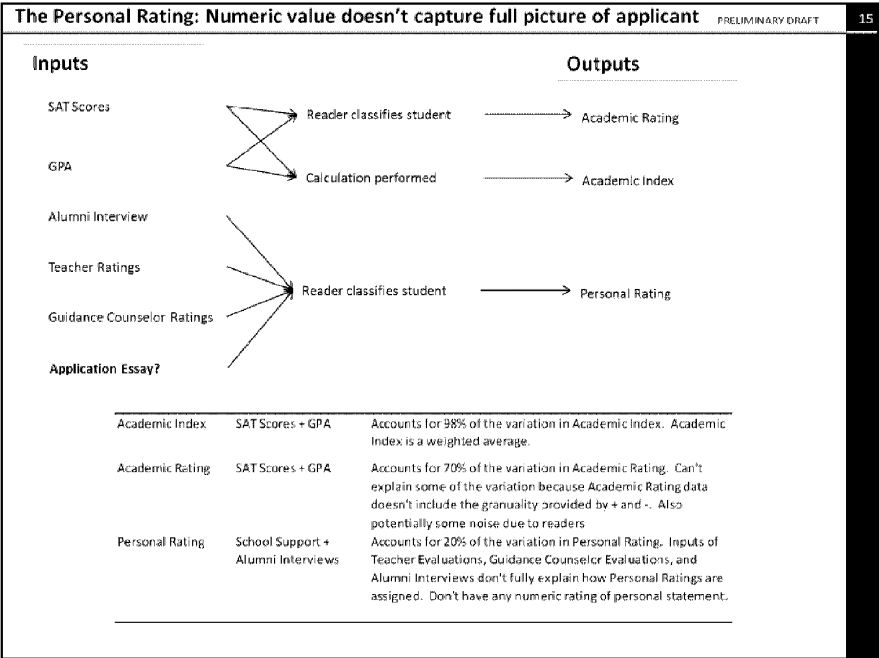 The Personal Rating: Numeric value doesn't capture full picture of applicant PRELIMINARY DRAFT 15
Inputs
Outputs
SAT Scores
Reader classifies student
Academic Rating
GPA
Calculation performed
Academic Index
Alumni Interview
Teacher Ratings
Reader classifies student
Personal Rating
Guidance Counselor Ratings
Application Essay?
Academic Index SAT Scores + GPA Accounts for 98% of the variation in Academic Index. Academic
Index is a weighted average.
Academic Rating SAT Scores + GPA Accounts for 70% of the variation in Academic Rating. Can't
explain some of the variation because Academic Rating data
doesn't include the granuality provided by + and -. Also
potentially some noise due to readers
Personal Rating School Support + Accounts for 20% of the variation in Personal Rating. Inputs of
Alumni Interviews Teacher Evaluations, Guidance Counselor Evaluations, and
Alumni Interviews don't fully explain how Personal Ratings are
assigned. Don't have any numeric rating of personal statement.